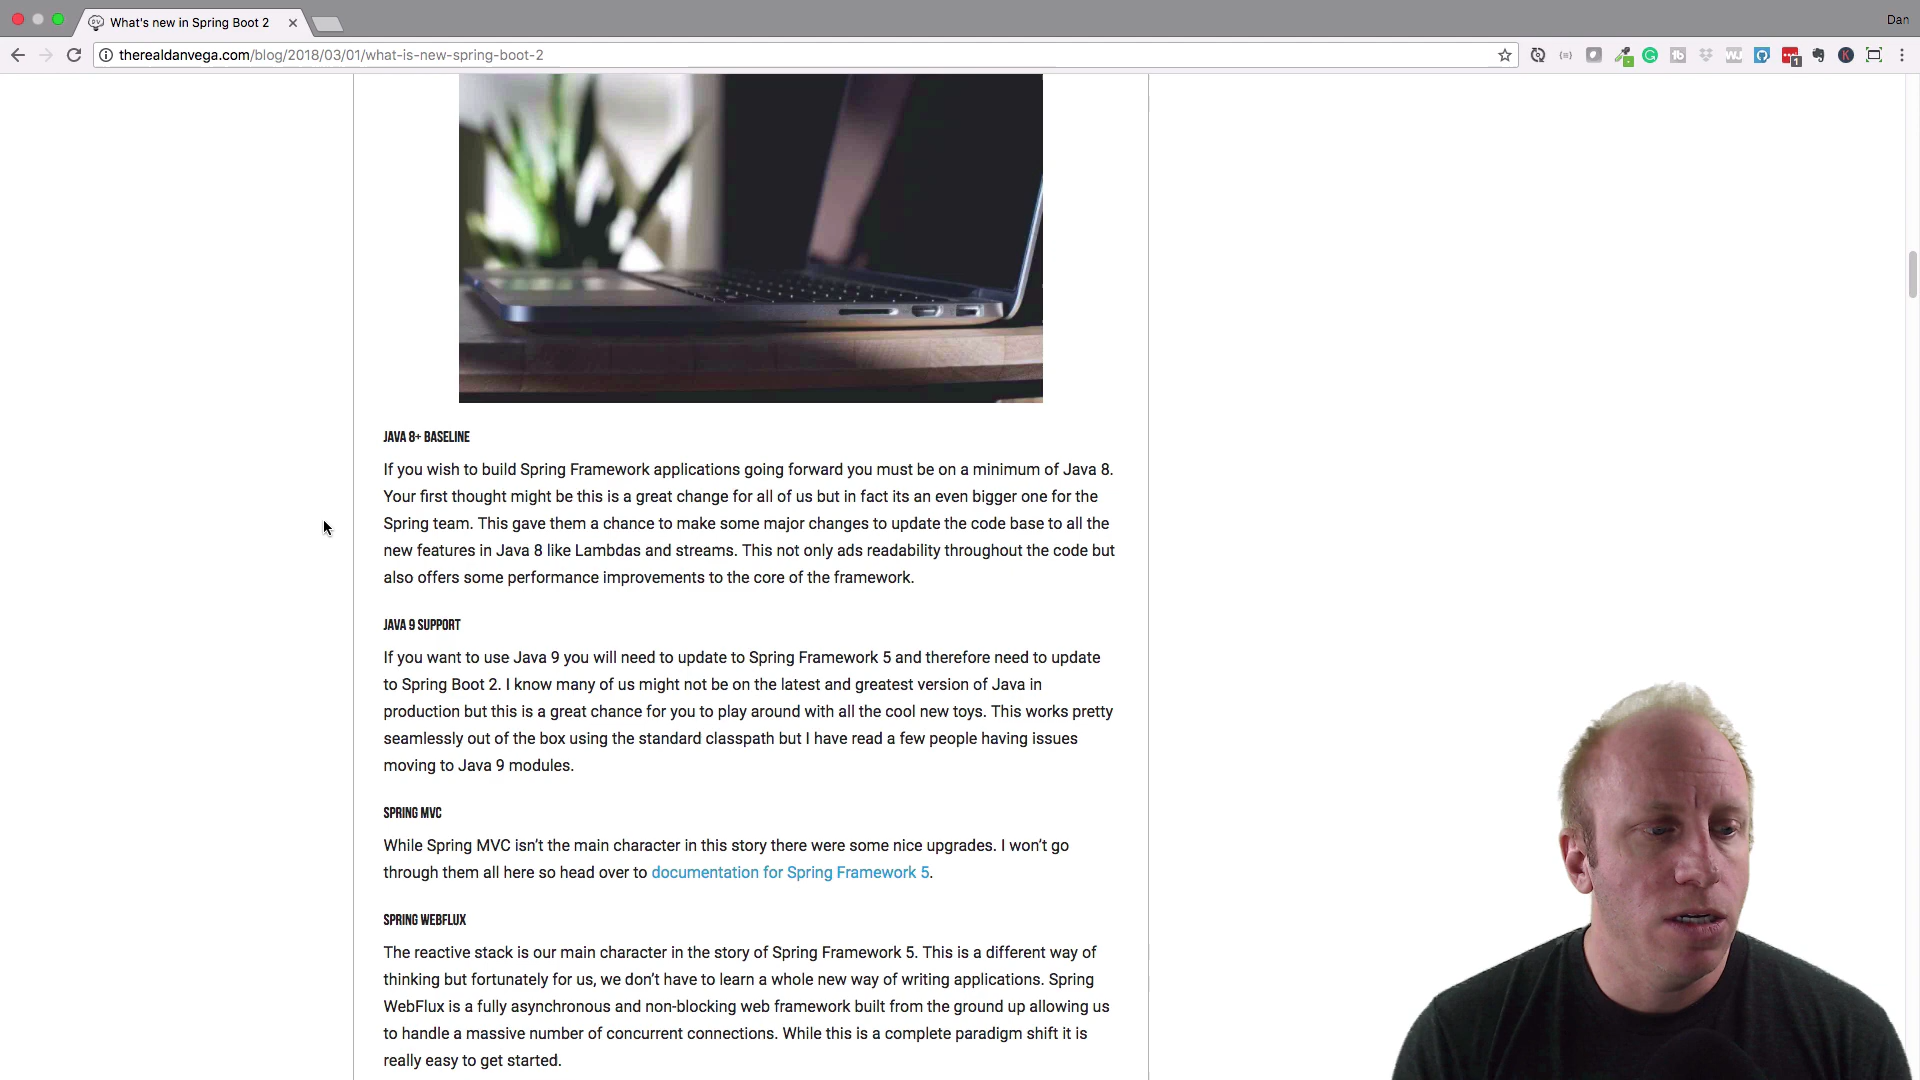 What's new in Spring Boot 2
Dan
therealdanvega.com/blog/2018/03/01/what-is-new-spring-boot-2
JAVA 8+ BASELINE
If you wish to build Spring Framework applications going forward you must be on a minimum of Java 8.
Your first thought might be this is a great change for all of us but in fact its an even bigger one for the
Spring team. This gave them a chance to make some major changes to update the code base to all the
new features in Java 8 like Lambdas and streams. This not only ads readability throughout the code but
also offers some performance improvements to the core of the framework.
JAVA 9 SUPPORT
If you want to use Java 9 you will need to update to Spring Framework 5 and therefore need to update
to Spring Boot 2. I know many of us might not be on the latest and greatest version of Java in
production but this is a great chance for you to play around with all the cool new toys. This works pretty
seamlessly out of the box using the standard classpath but I have read a few people having issues
moving to Java 9 modules.
SPRING MVC
While Spring MVC isn't the main character in this story there were some nice upgrades. I won't go
through them all here so head over to documentation for Spring Framework 5.
SPRING WEBFLUX
The reactive stack is our main character in the story of Spring Framework 5. This is a different way of
thinking but fortunately for us, we don't have to learn a whole new way of writing applications. Spring
WebFlux is a fully asynchronous and non-blocking web framework built from the ground up allowing us
to handle a massive number of concurrent connections. While this is a complete paradigm shift it is
really easy to get started.